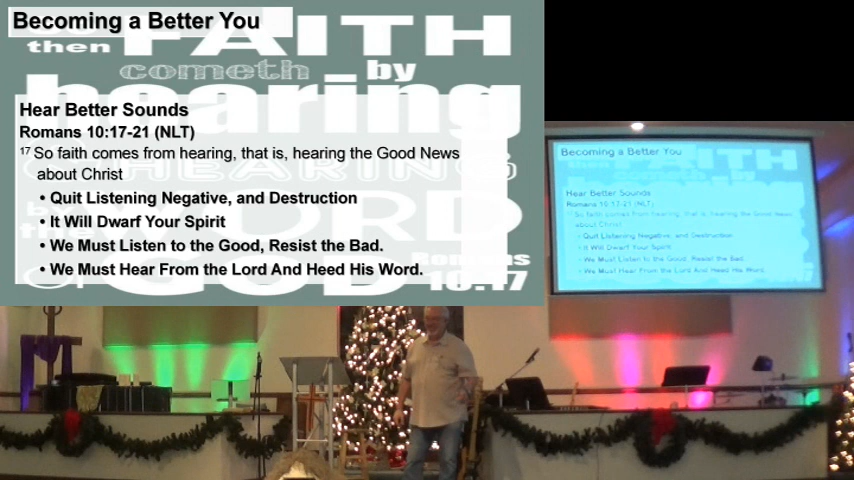 Becoming a Better You
then FAITH
cometh by
hearing
Hear Better Sounds
Romans 10:17-21 (NLT)
17 So faith comes from hearing, that is, hearing the Good News
about Christ
• Quit Listening Negative, and Destruction
• It Will Dwarf Your Spirit
• We Must Listen to the Good, Resist the Bad.
• We Must Hear From the Lord And Heed His Word.
HEARING
WORD
the
Romans
OF GOD 10:17
Becoming a Better You
FAITH
Hear Better Sounds
Romans 10:17-21 (NLT)
17 So faith comes from hearing, that is, hearing the Good News
about Christ
• Quit Listening Negative, and Destruction
• It Will Dwarf Your Spirit
• We Must Listen to the Good, Resist the Bad.
• We Must Hear From the Lord And Heed His Word.